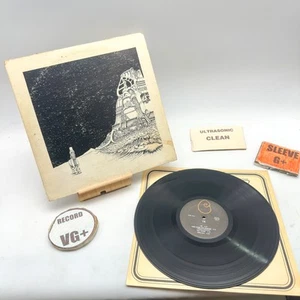 ULTRASONIC
CLEAN
SLEEVE
G+
RECORD
VG+